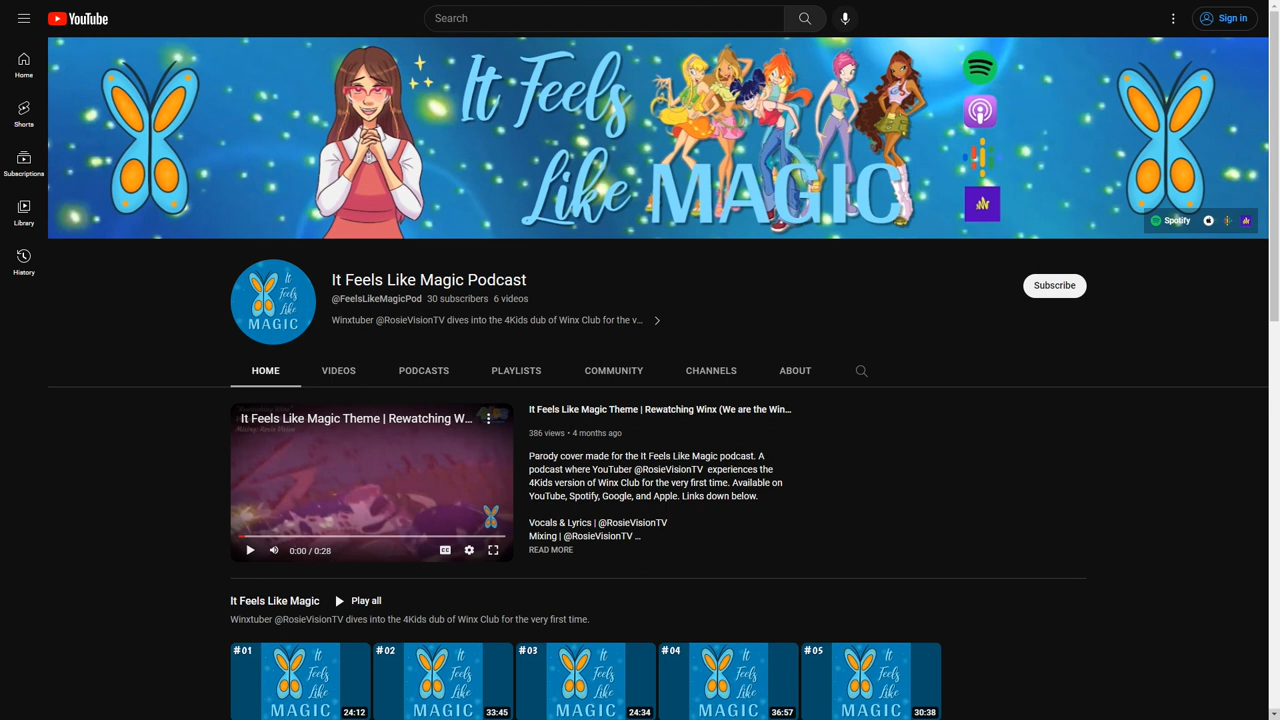 YouTube
Search
Sign in
Home
Shorts
Subscriptions
Library
History
It Feels
Like MAGIC
Spotify
It
Feels
Like
MAGIC
It Feels Like Magic Podcast
@FeelsLikeMagicPod 30 subscribers 6 videos
Winxtuber @RosieVisionTV dives into the 4Kids dub of Winx Club for the v...
Subscribe
HOME VIDEOS PODCASTS PLAYLISTS COMMUNITY CHANNELS ABOUT
It Feels Like Magic Theme | Rewatching W...
0:00 / 0:28
CC
It Feels Like Magic Theme | Rewatching Winx (We are the Win...
386 views • 4 months ago
Parody cover made for the It Feels Like Magic podcast. A
podcast where YouTuber @RosieVisionTV experiences the
4Kids version of Winx Club for the very first time. Available on
YouTube, Spotify, Google, and Apple. Links down below.
Vocals & Lyrics | @RosieVisionTV
Mixing | @RosieVisionTV ...
READ MORE
It Feels Like Magic Play all
Winxtuber @RosieVisionTV dives into the 4Kids dub of Winx Club for the very first time.
#01 It Feels Like MAGIC 24:12
#02 It Feels Like MAGIC 33:45
#03 It Feels Like MAGIC 24:34
#04 It Feels Like MAGIC 36:57
#05 It Feels Like MAGIC 30:38